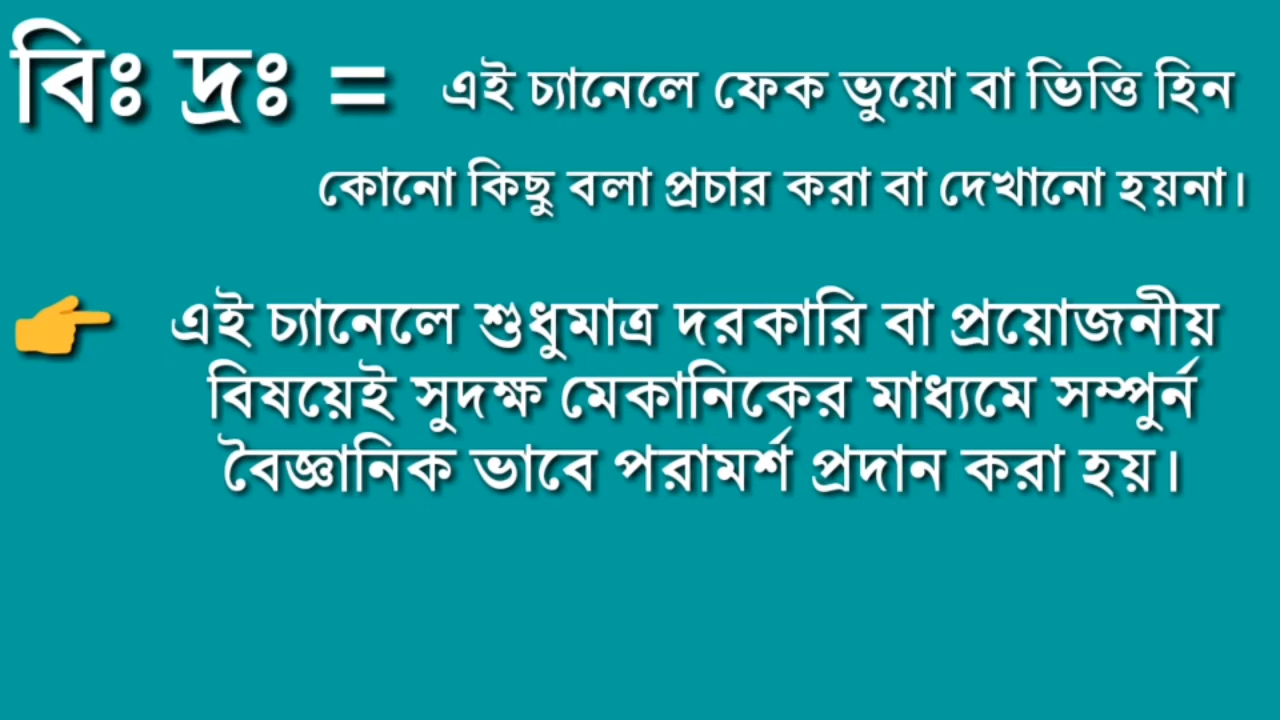 বিঃ দ্রঃ = এই চ্যানেলে ফেক ভুয়ো বা ভিত্তি হিন
কোনো কিছু বলা প্রচার করা বা দেখানো হয়না।
👉 এই চ্যানেলে শুধুমাত্র দরকারি বা প্রয়োজনীয়
বিষয়েই সুদক্ষ মেকানিকের মাধ্যমে সম্পুর্ন
বৈজ্ঞানিক ভাবে পরামর্শ প্রদান করা হয়।